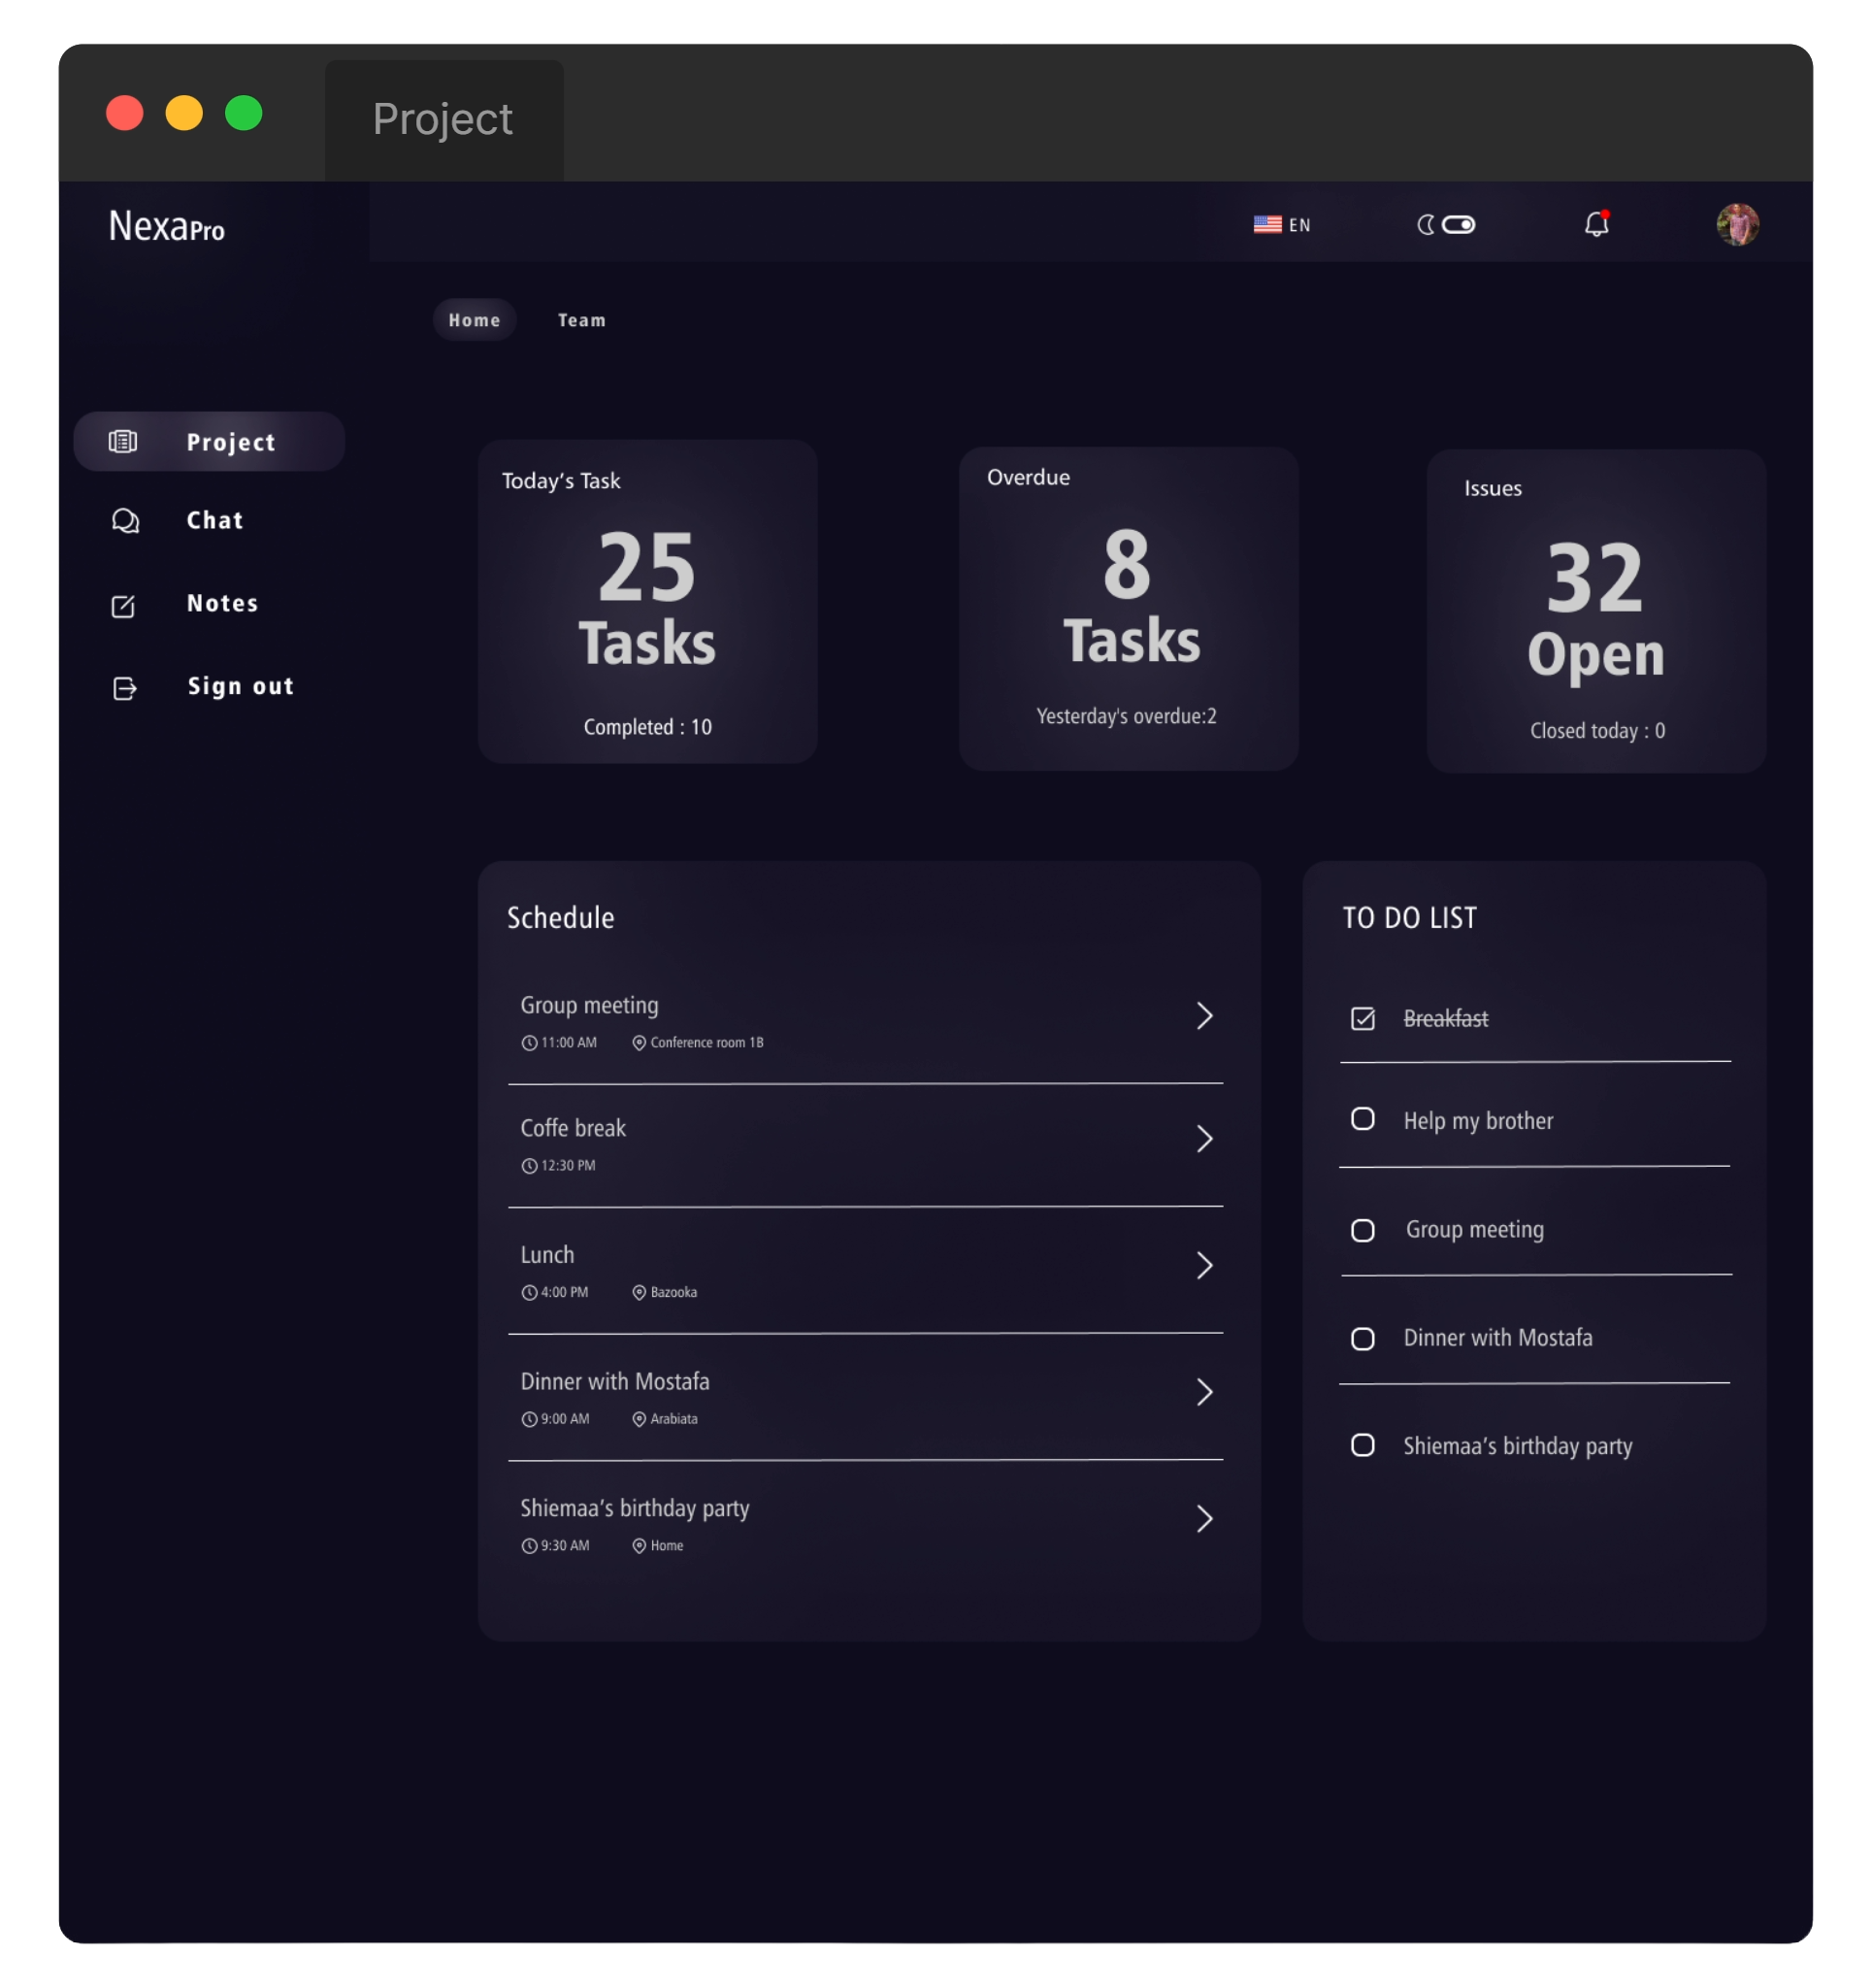 Project
NexaPro
EN
Home
Team
Project
Chat
Notes
Sign out
Today’s Task
25
Tasks
Completed : 10
Overdue
8
Tasks
Yesterday's overdue:2
Issues
32
Open
Closed today : 0
Schedule
Group meeting
11:00 AM Conference room 1B
Coffe break
12:30 PM
Lunch
4:00 PM Bazooka
Dinner with Mostafa
9:00 AM Arabiata
Shiemaa’s birthday party
9:30 AM Home
TO DO LIST
Breakfast
Help my brother
Group meeting
Dinner with Mostafa
Shiemaa’s birthday party